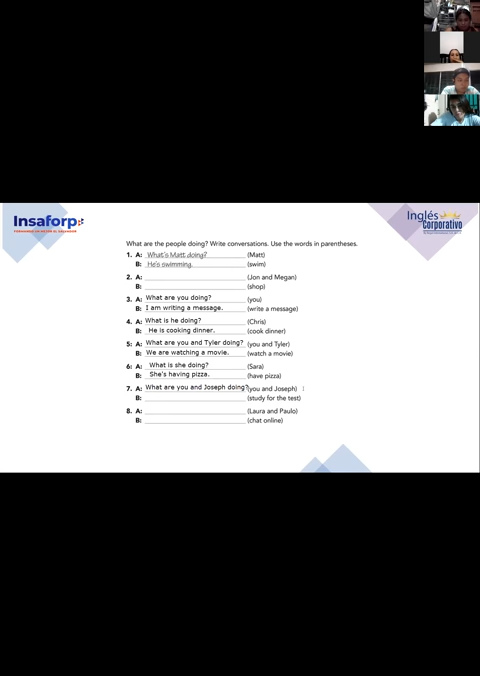 Insaforp
FORMANDO UN MEJOR EL SALVADOR
Inglés
Corporativo
What are the people doing? Write conversations. Use the words in parentheses.
1. A: What's Matt doing? (Matt)
B: He's swimming. (swim)
2. A: (Jon and Megan)
B: (shop)
3. A: What are you doing? (you)
B: I am writing a message. (write a message)
4. A: What is he doing? (Chris)
B: He is cooking dinner. (cook dinner)
5: A: What are you and Tyler doing? (you and Tyler)
B: We are watching a movie. (watch a movie)
6: A: What is she doing? (Sara)
B: She's having pizza. (have pizza)
7. A: What are you and Joseph doing? (you and Joseph)
B: (study for the test)
8. A: (Laura and Paulo)
B: (chat online)